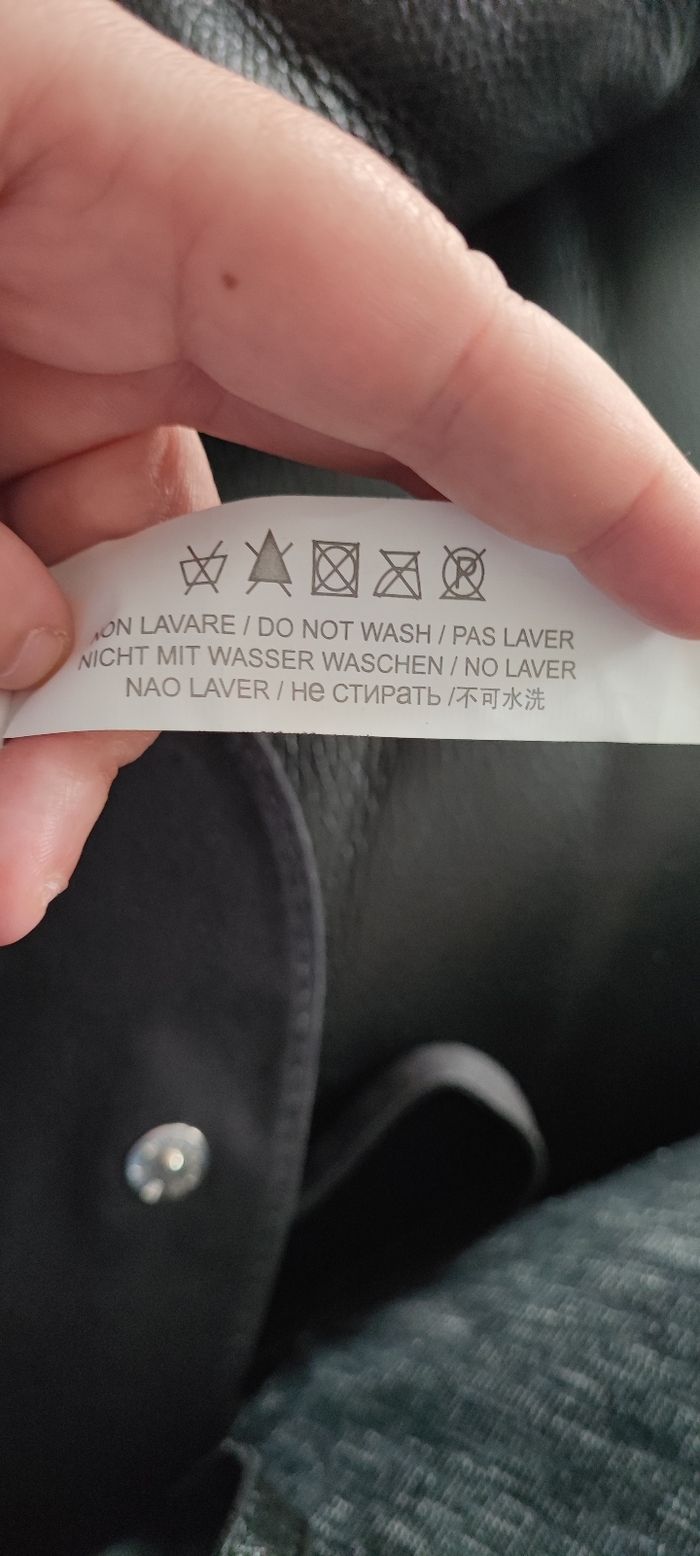 NON LAVARE / DO NOT WASH / PAS LAVER
NICHT MIT WASSER WASCHEN / NO LAVER
NAO LAVER / Не СТИРать /不可水洗